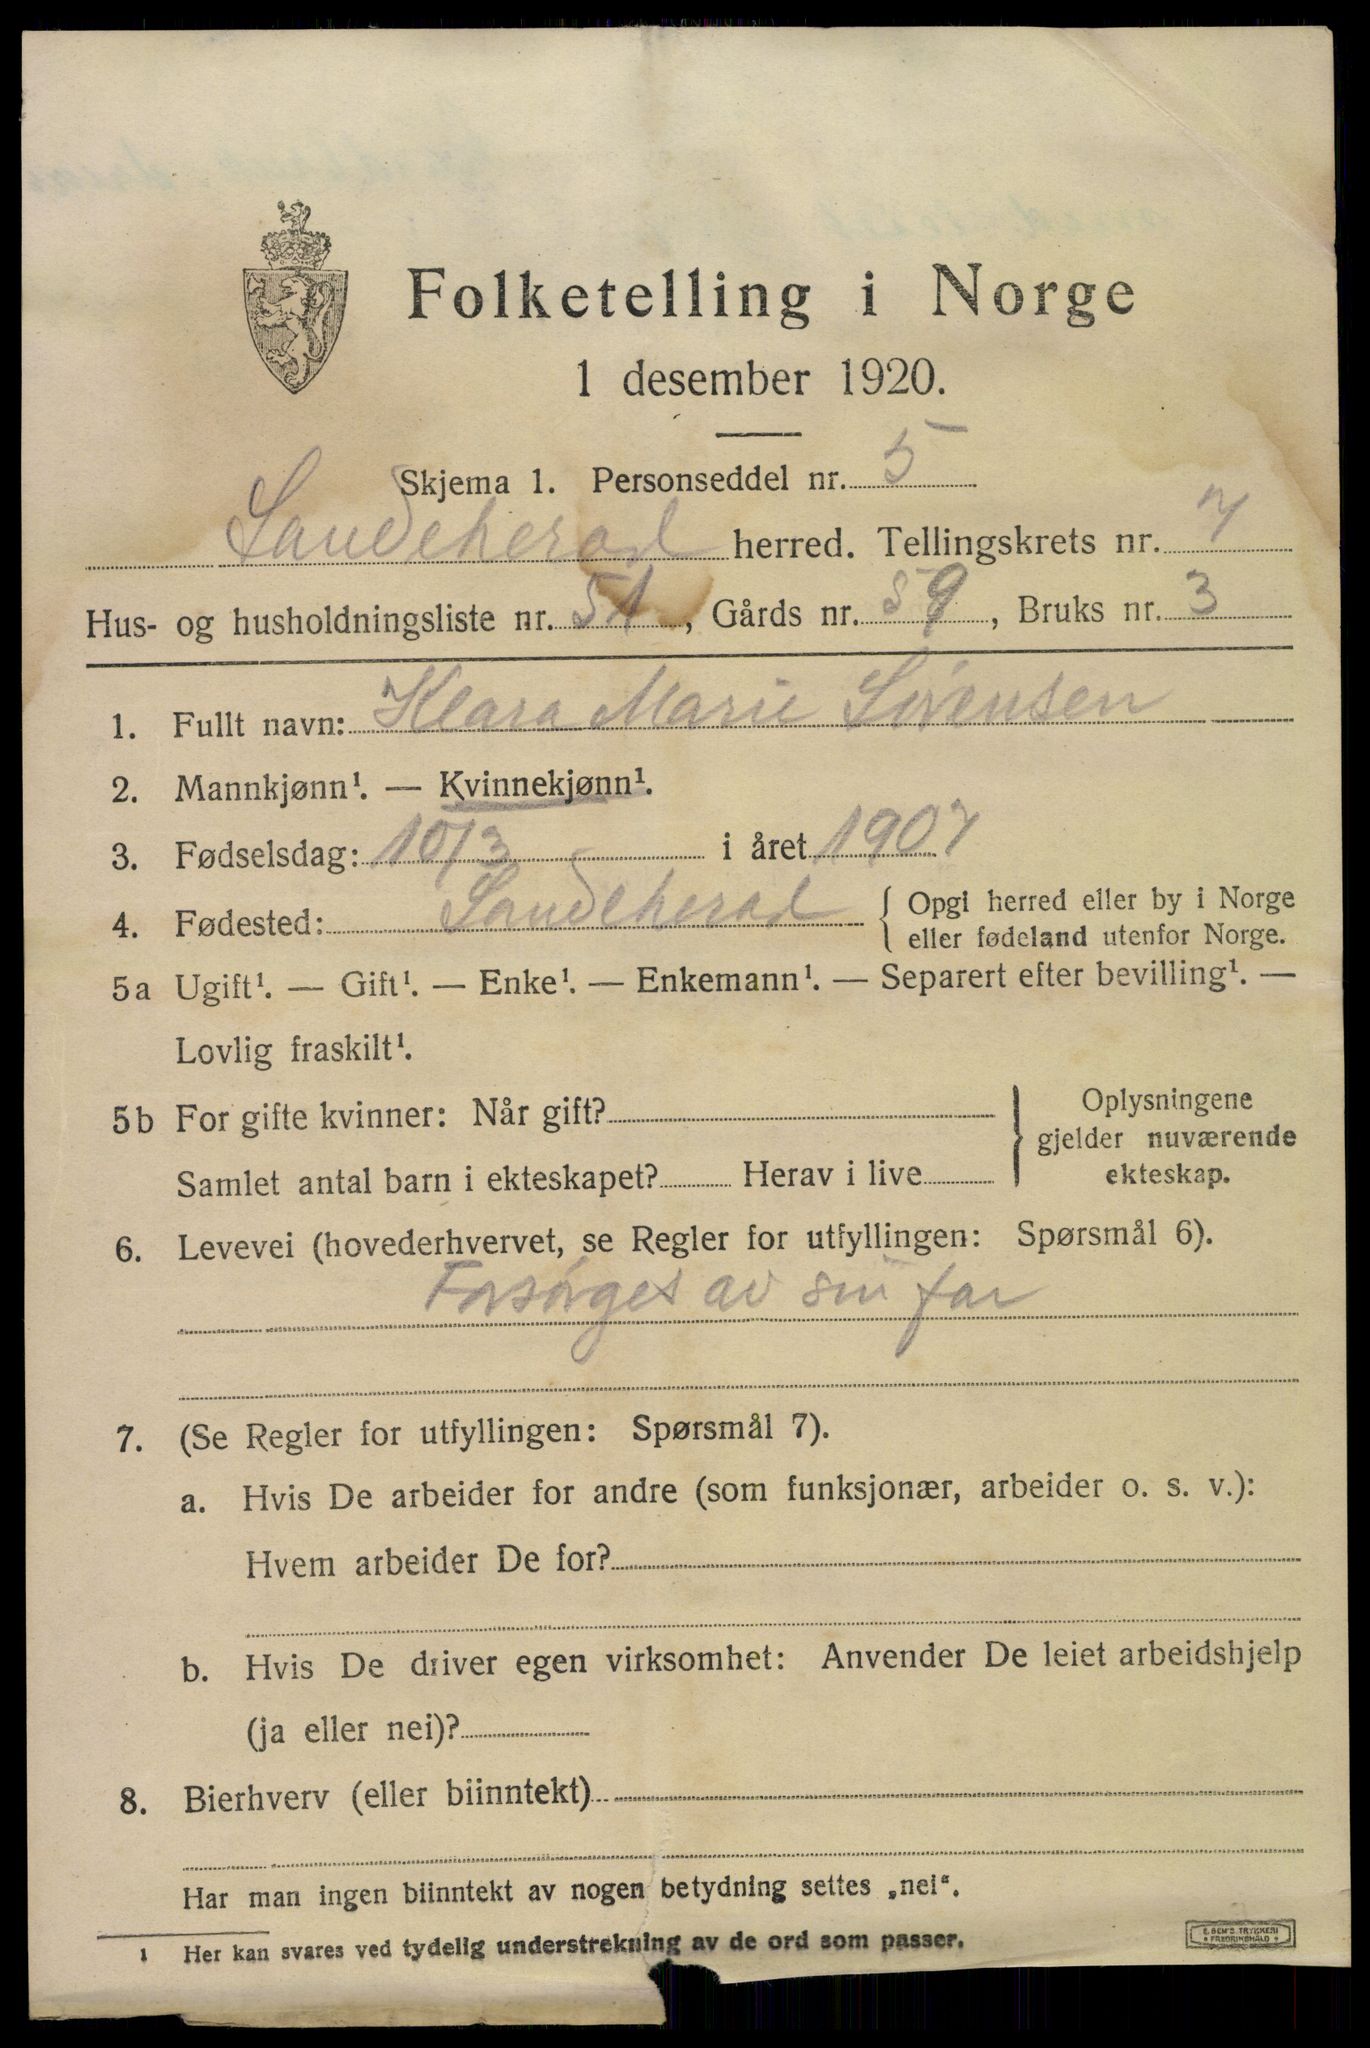 Folketelling i Norge
1 desember 1920.
Skjema 1. Personseddel nr. 5
Sandeherad herred. Tellingskrets nr. 7
Hus- og husholdningsliste nr. 51, Gårds nr. 59, Bruks nr. 3
1. Fullt navn: Klara Marie Sørensen
2. Mannkjønn¹. — Kvinnekjønn¹.
3. Fødselsdag: 10/3 i året 1907
4. Fødested: Sandeherad { Opgi herred eller by i Norge
eller fødeland utenfor Norge.
5a Ugift¹. — Gift¹. — Enke¹. — Enkemann¹. — Separert efter bevilling¹. —
Lovlig fraskilt¹.
5b For gifte kvinner: Når gift?
Samlet antal barn i ekteskapet? Herav i live
} Oplysningene
gjelder nuværende
ekteskap.
6. Levevei (hovederhvervet, se Regler for utfyllingen: Spørsmål 6).
Forsørges av sin far
7. (Se Regler for utfyllingen: Spørsmål 7).
a. Hvis De arbeider for andre (som funksjonær, arbeider o. s. v.):
Hvem arbeider De for?
b. Hvis De driver egen virksomhet: Anvender De leiet arbeidshjelp
(ja eller nei)?
8. Bierhverv (eller biinntekt)
Har man ingen biinntekt av nogen betydning settes „nei“.
1 Her kan svares ved tydelig understrekning av de ord som passer.
E. SEM'S TRYKKERI
* FREDRIKSHALD *